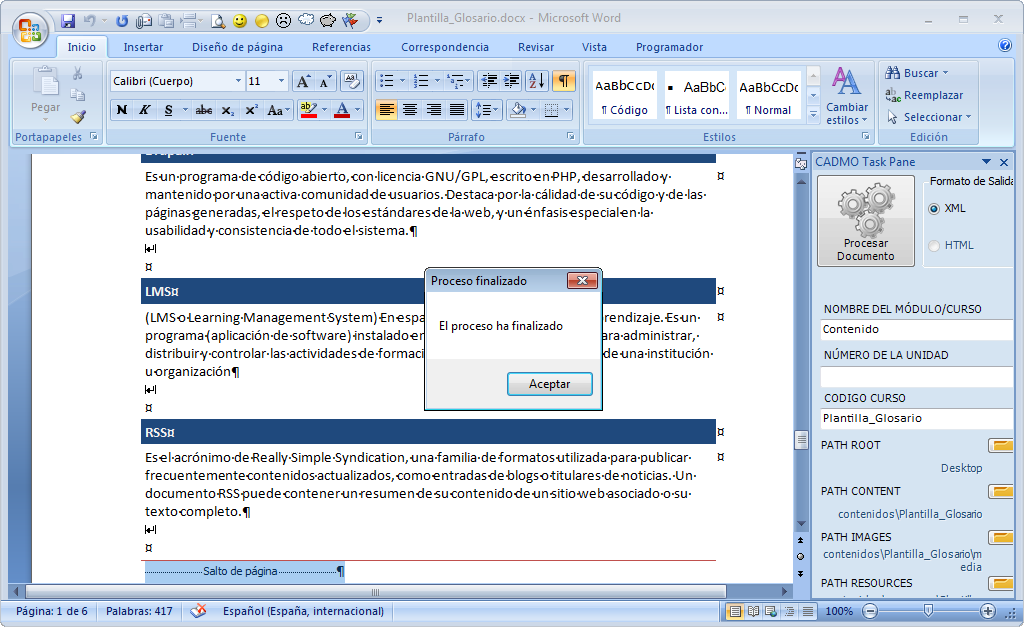 Plantilla_Glosario.docx - Microsoft Word
Inicio Insertar Diseño de página Referencias Correspondencia Revisar Vista Programador
Pegar
Portapapeles
Calibri (Cuerpo) 11
N K S abc x₂ x² Aa
Fuente
Párrafo
AaBbCcDc AaBbC AaBbCcDc
¶ Código ¶ Lista con... ¶ Normal
Cambiar
estilos
Estilos
Buscar
Reemplazar
Seleccionar
Edición
Es·un·programa·de·código·abierto,·con·licencia·GNU/GPL,·escrito·en·PHP,·desarrollado·y·
mantenido·por·una·activa·comunidad·de·usuarios.·Destaca·por·la·cálidad·de·su·código·y·de·las·
páginas·generadas,·el·respeto·de·los·estándares·de·la·web,·y·un·énfasis·especial·en·la·
usabilidad·y·consistencia·de·todo·el·sistema.¶
LMS¤
(LMS·o·Learning·Management·System)·En·espa
rendizaje.·Es·un·
programa·(aplicación·de·software)·instalado·en
ara·administrar,·
distribuir·y·controlar·las·actividades·de·formaci
de·una·institución·
u·organización¶
RSS¤
Es·el·acrónimo·de·Really·Simple·Syndication,·una·familia·de·formatos·utilizada·para·publicar·
frecuentemente·contenidos·actualizados,·como·entradas·de·blogs·o·titulares·de·noticias.·Un·
documento·RSS·puede·contener·un·resumen·de·su·contenido·de·un·sitio·web·asociado·o·su·
texto·completo.¶
Salto de página ¶
Proceso finalizado
El proceso ha finalizado
Aceptar
CADMO Task Pane
Procesar
Documento
Formato de Salida
XML
HTML
NOMBRE DEL MÓDULO/CURSO
Contenido
NÚMERO DE LA UNIDAD
CODIGO CURSO
Plantilla_Glosario
PATH ROOT
Desktop
PATH CONTENT
contenidos\Plantilla_Glosario
PATH IMAGES
contenidos\Plantilla_Glosario\m
edia
PATH RESOURCES
Página: 1 de 6 Palabras: 417 Español (España, internacional) 100%